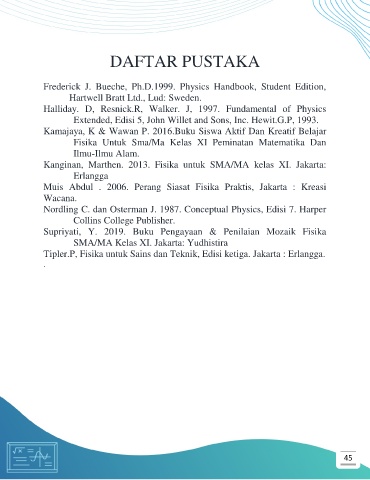 DAFTAR PUSTAKA
Frederick J. Bueche, Ph.D.1999. Physics Handbook, Student Edition,
Hartwell Bratt Ltd., Lud: Sweden.
Halliday. D, Resnick.R, Walker. J, 1997. Fundamental of Physics
Extended, Edisi 5, John Willet and Sons, Inc. Hewit.G.P, 1993.
Kamajaya, K & Wawan P. 2016.Buku Siswa Aktif Dan Kreatif Belajar
Fisika Untuk Sma/Ma Kelas XI Peminatan Matematika Dan
Ilmu-Ilmu Alam.
Kanginan, Marthen. 2013. Fisika untuk SMA/MA kelas XI. Jakarta:
Erlangga
Muis Abdul . 2006. Perang Siasat Fisika Praktis, Jakarta : Kreasi
Wacana.
Nordling C. dan Osterman J. 1987. Conceptual Physics, Edisi 7. Harper
Collins College Publisher.
Supriyati, Y. 2019. Buku Pengayaan & Penilaian Mozaik Fisika
SMA/MA Kelas XI. Jakarta: Yudhistira
Tipler.P, Fisika untuk Sains dan Teknik, Edisi ketiga. Jakarta : Erlangga.
.
45